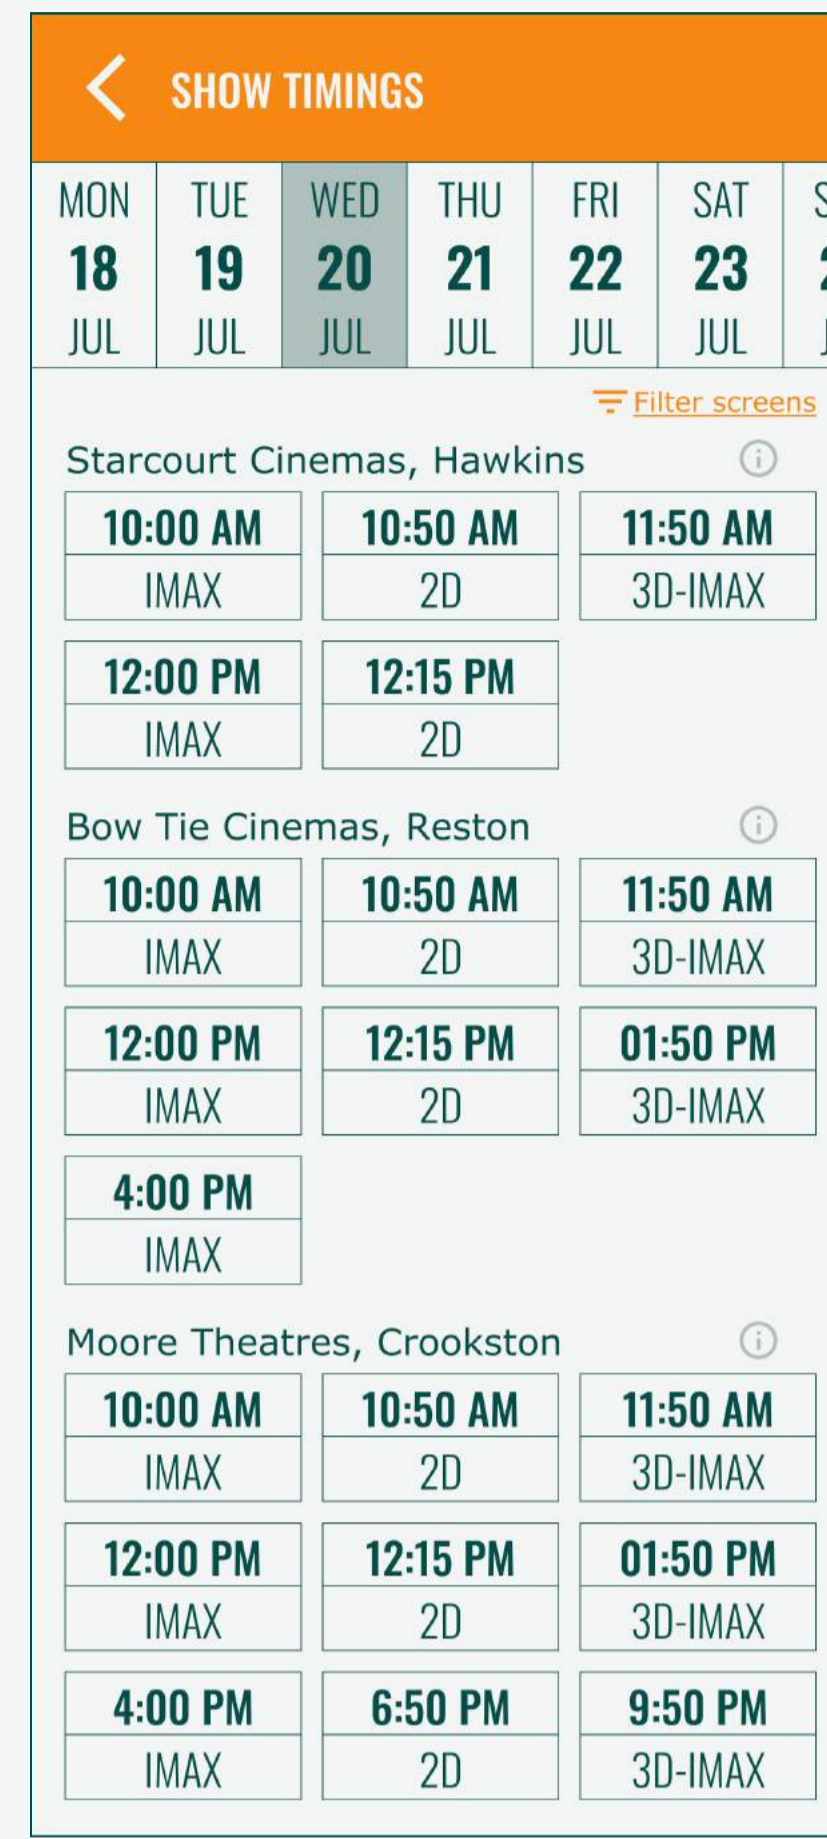 SHOW TIMINGS
MON TUE WED THU FRI SAT
18 19 20 21 22 23
JUL JUL JUL JUL JUL JUL
Filter screens
Starcourt Cinemas, Hawkins
10:00 AM 10:50 AM 11:50 AM
IMAX 2D 3D-IMAX
12:00 PM 12:15 PM
IMAX 2D
Bow Tie Cinemas, Reston
10:00 AM 10:50 AM 11:50 AM
IMAX 2D 3D-IMAX
12:00 PM 12:15 PM 01:50 PM
IMAX 2D 3D-IMAX
4:00 PM
IMAX
Moore Theatres, Crookston
10:00 AM 10:50 AM 11:50 AM
IMAX 2D 3D-IMAX
12:00 PM 12:15 PM 01:50 PM
IMAX 2D 3D-IMAX
4:00 PM 6:50 PM 9:50 PM
IMAX 2D 3D-IMAX